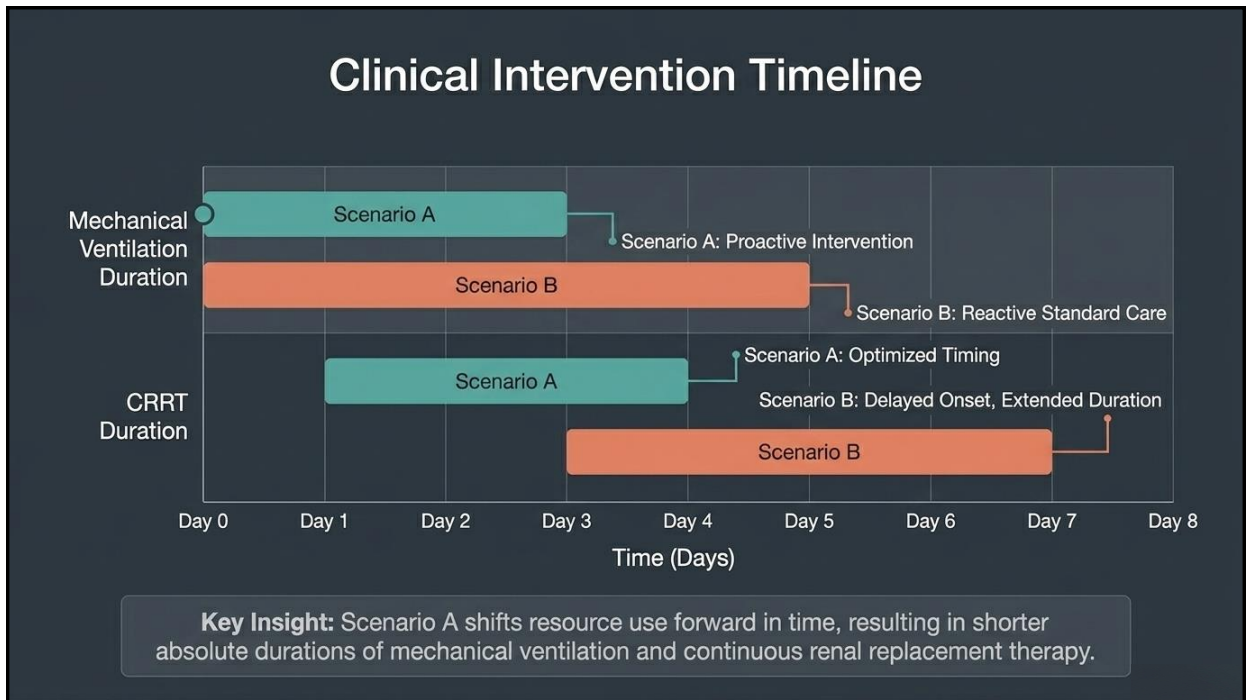 Clinical Intervention Timeline
Mechanical
Ventilation
Duration
Scenario A
Scenario A: Proactive Intervention
Scenario B
Scenario B: Reactive Standard Care
CRRT
Duration
Scenario A
Scenario A: Optimized Timing
Scenario B: Delayed Onset, Extended Duration
Scenario B
Day 0 Day 1 Day 2 Day 3 Day 4 Day 5 Day 6 Day 7 Day 8
Time (Days)
Key Insight: Scenario A shifts resource use forward in time, resulting in shorter
absolute durations of mechanical ventilation and continuous renal replacement therapy.